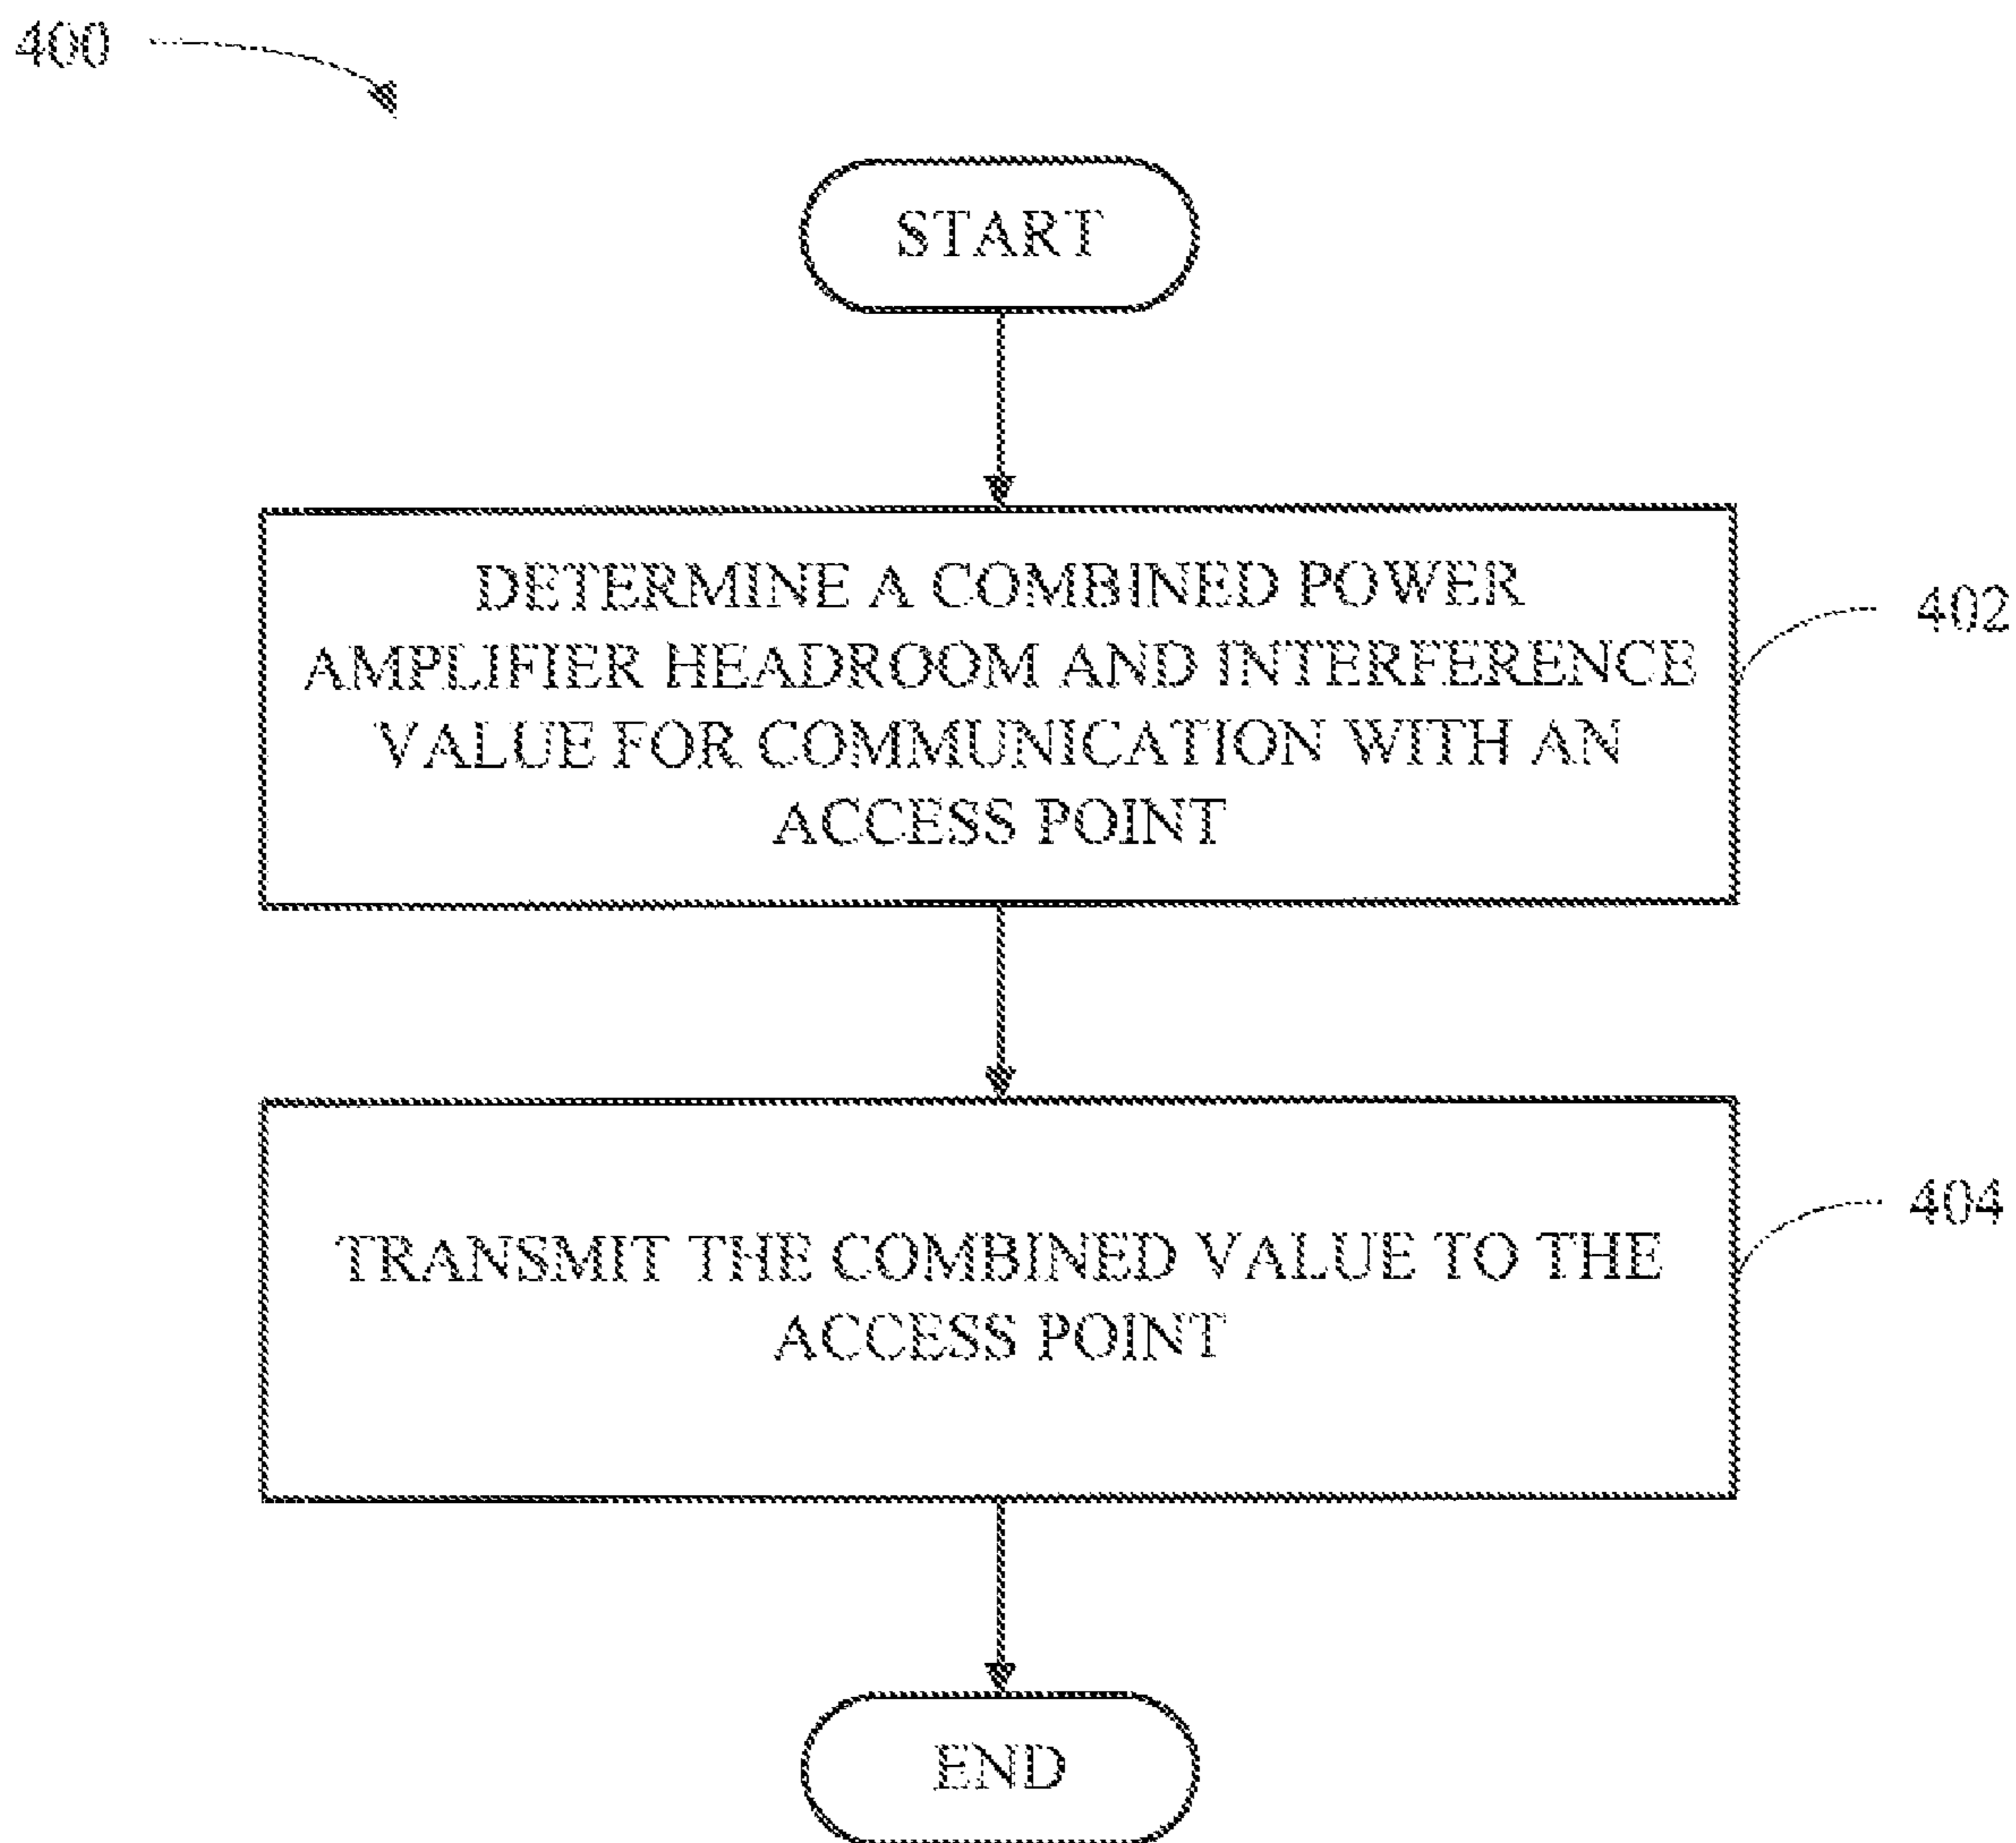 400
START
DETERMINE A COMBINED POWER
AMPLIFIER HEADROOM AND INTERFERENCE
VALUE FOR COMMUNICATION WITH AN
ACCESS POINT
402
TRANSMIT THE COMBINED VALUE TO THE
ACCESS POINT
404
END